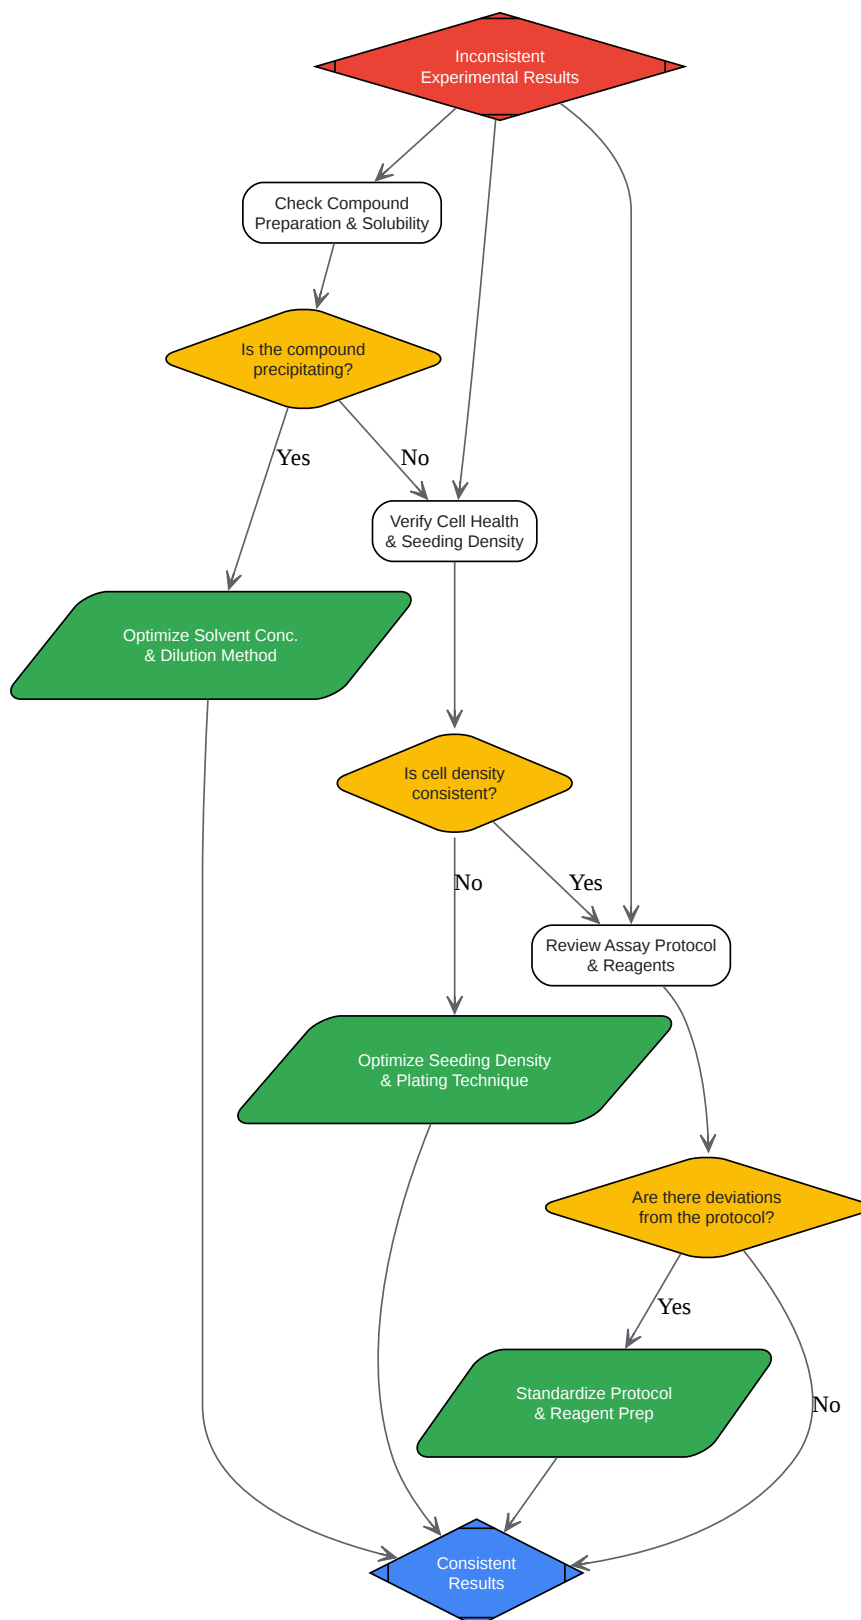 Inconsistent
Experimental Results
Check Compound
Preparation & Solubility
Is the compound
precipitating?
Yes
No
Verify Cell Health
& Seeding Density
Optimize Solvent Conc.
& Dilution Method
Is cell density
consistent?
No
Yes
Review Assay Protocol
& Reagents
Optimize Seeding Density
& Plating Technique
Are there deviations
from the protocol?
Yes
No
Standardize Protocol
& Reagent Prep
Consistent
Results